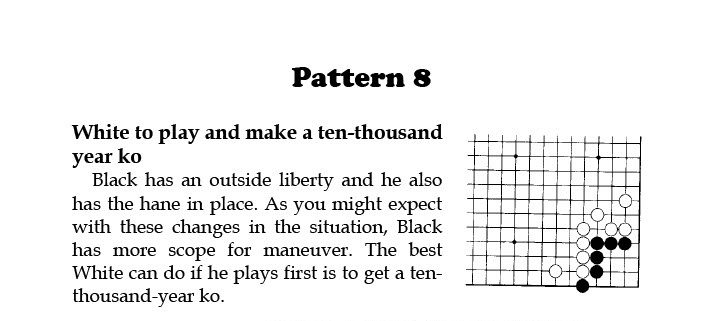 Pattern 8
White to play and make a ten-thousand
year ko
Black has an outside liberty and he also
has the hane in place. As you might expect
with these changes in the situation, Black
has more scope for maneuver. The best
White can do if he plays first is to get a ten-
thousand-year ko.